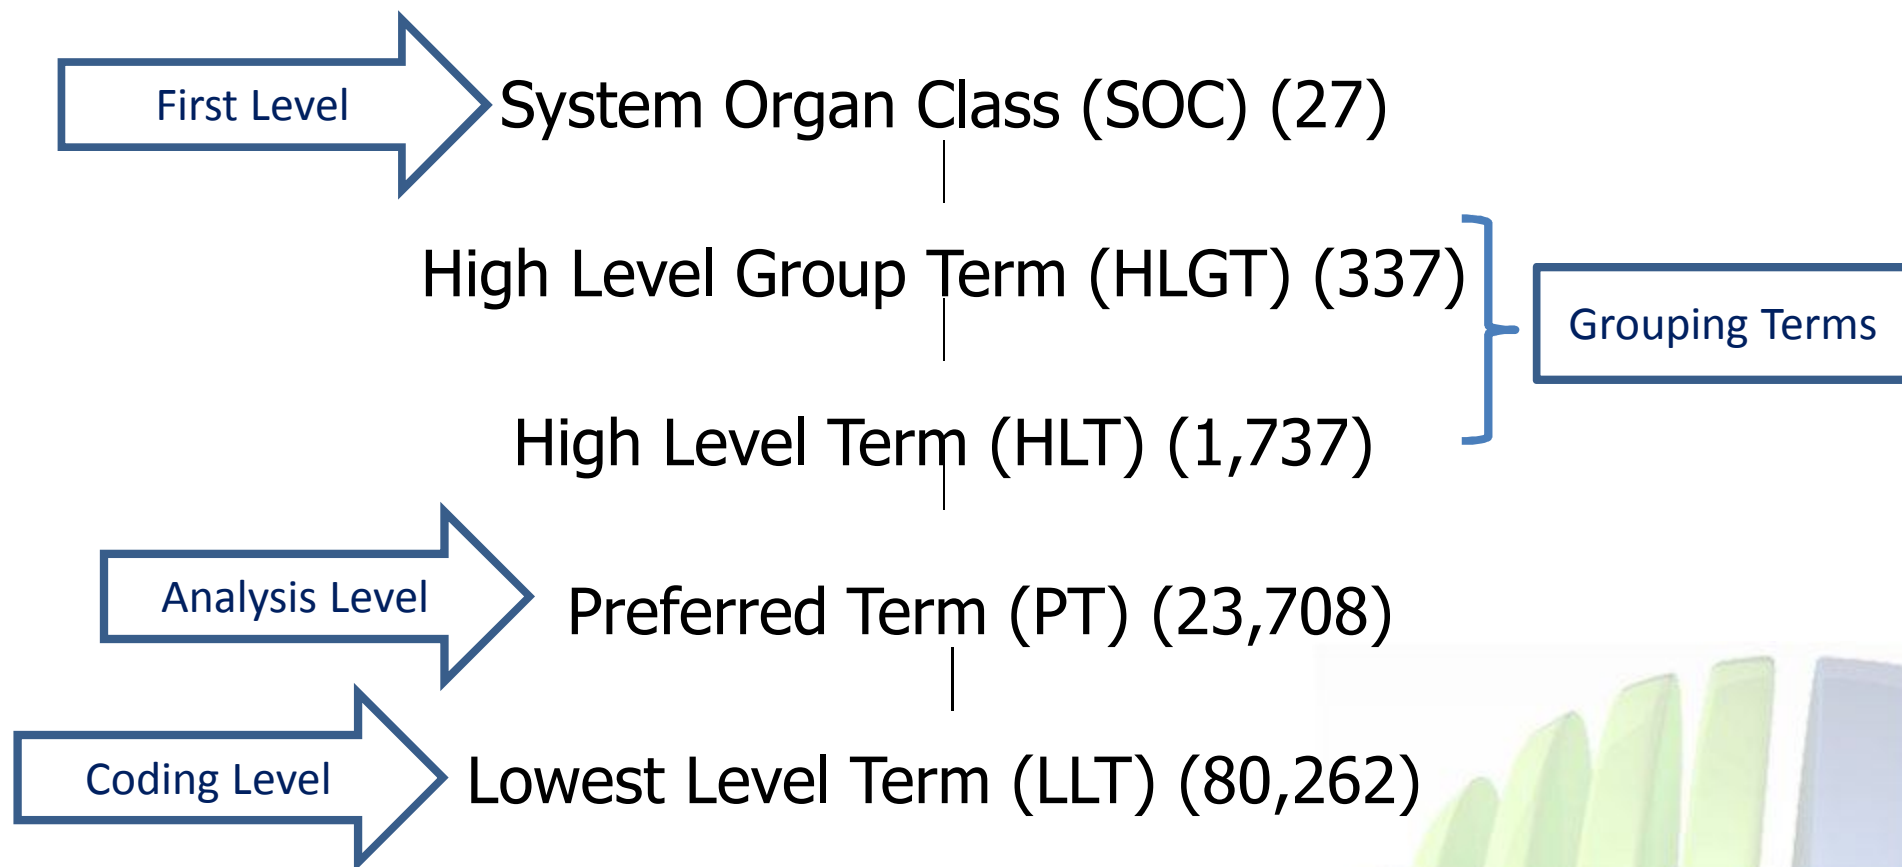 First Level
System Organ Class (SOC) (27)
High Level Group Term (HLGT) (337)
Grouping Terms
High Level Term (HLT) (1,737)
Analysis Level
Preferred Term (PT) (23,708)
Coding Level
Lowest Level Term (LLT) (80,262)